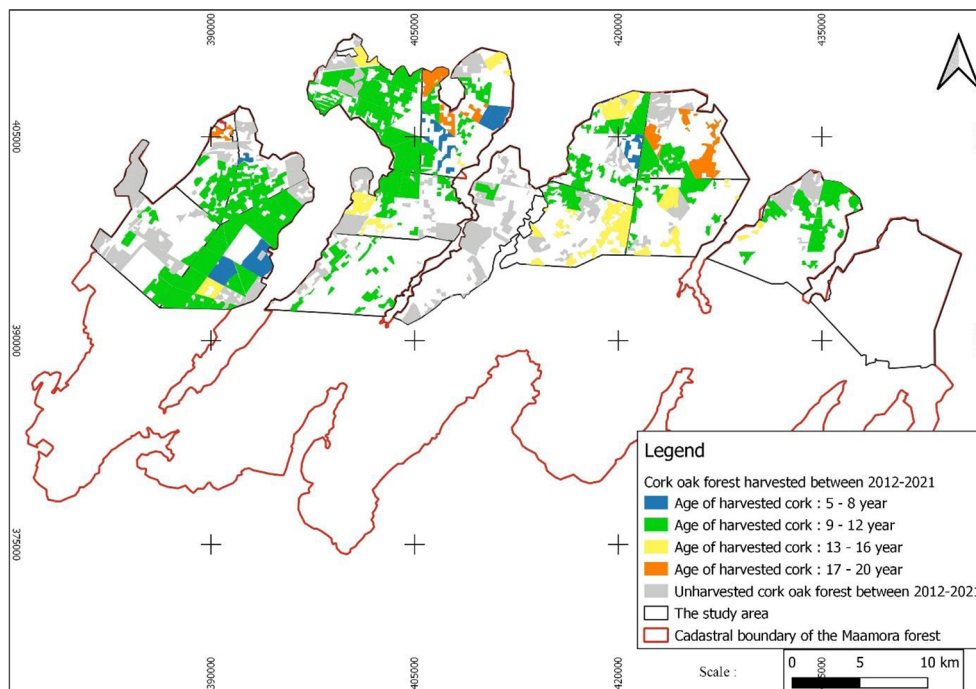 390000
405000
420000
435000
405000
390000
375000
Legend
Cork oak forest harvested between 2012-2021
Age of harvested cork : 5 - 8 year
Age of harvested cork : 9 - 12 year
Age of harvested cork : 13 - 16 year
Age of harvested cork : 17 - 20 year
Unharvested cork oak forest between 2012-2021
The study area
Cadastral boundary of the Maamora forest
Scale :
0 5 10 km
390000
405000
420000